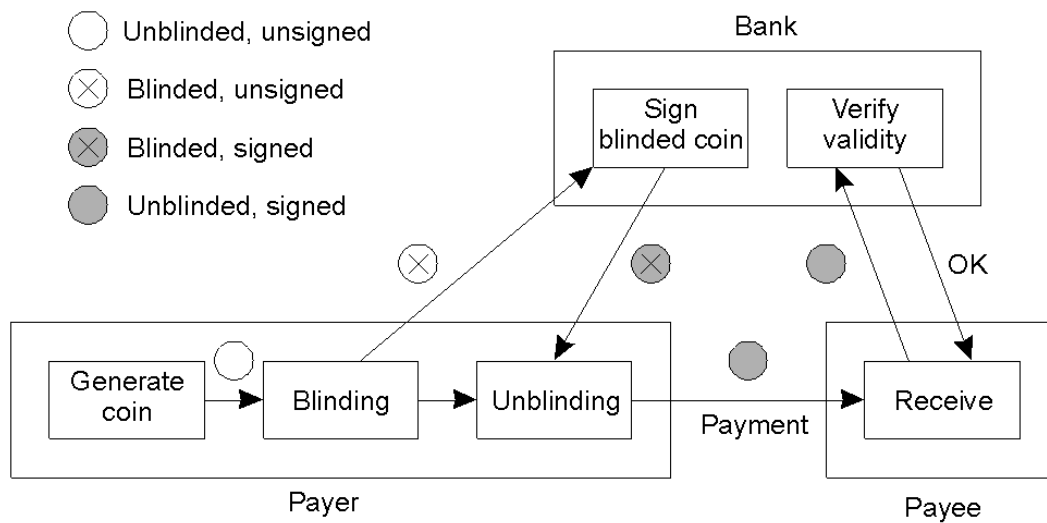 Unblinded, unsigned
Blinded, unsigned
Blinded, signed
Unblinded, signed
Bank
Sign
blinded coin
Verify
validity
OK
Generate
coin
Blinding
Unblinding
Payment
Receive
Payer
Payee